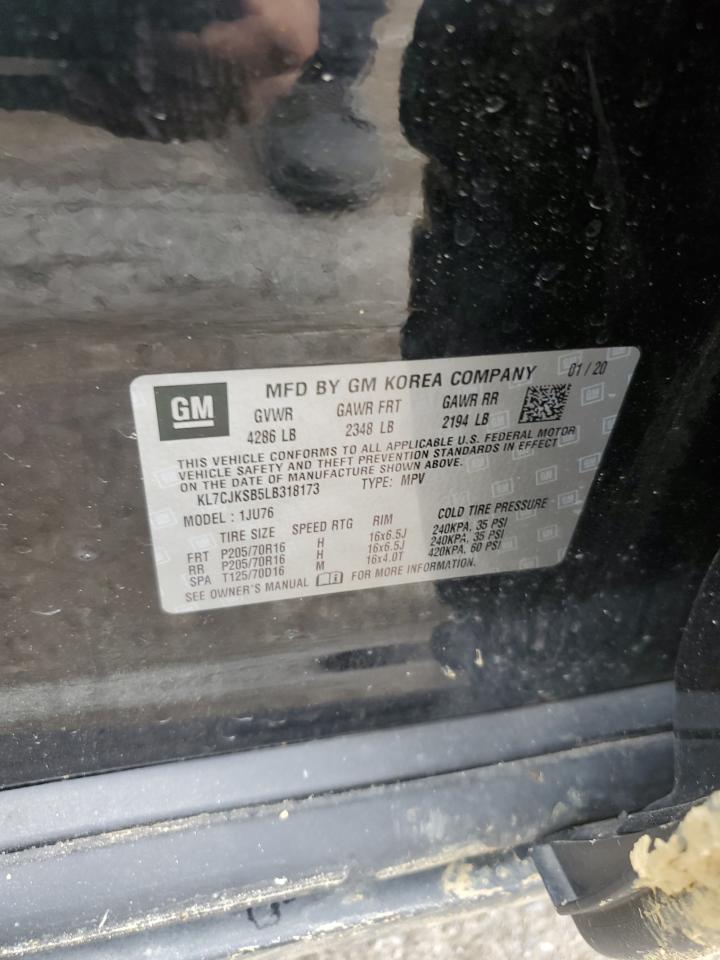 GM MFD BY GM KOREA COMPANY 01 / 20
GVWR GAWR FRT GAWR RR
4286 LB 2348 LB 2194 LB
THIS VEHICLE CONFORMS TO ALL APPLICABLE U.S. FEDERAL MOTOR
VEHICLE SAFETY AND THEFT PREVENTION STANDARDS IN EFFECT
ON THE DATE OF MANUFACTURE SHOWN ABOVE.
KL7CJKSB5LB318173 TYPE: MPV
MODEL : 1JU76
TIRE SIZE SPEED RTG RIM COLD TIRE PRESSURE
FRT P205/70R16 H 16x6.5J 240KPA, 35 PSI
RR P205/70R16 H 16x6.5J 240KPA, 35 PSI
SPA T125/70D16 M 16x4.0T 420KPA, 60 PSI
SEE OWNER'S MANUAL FOR MORE INFORMATION.